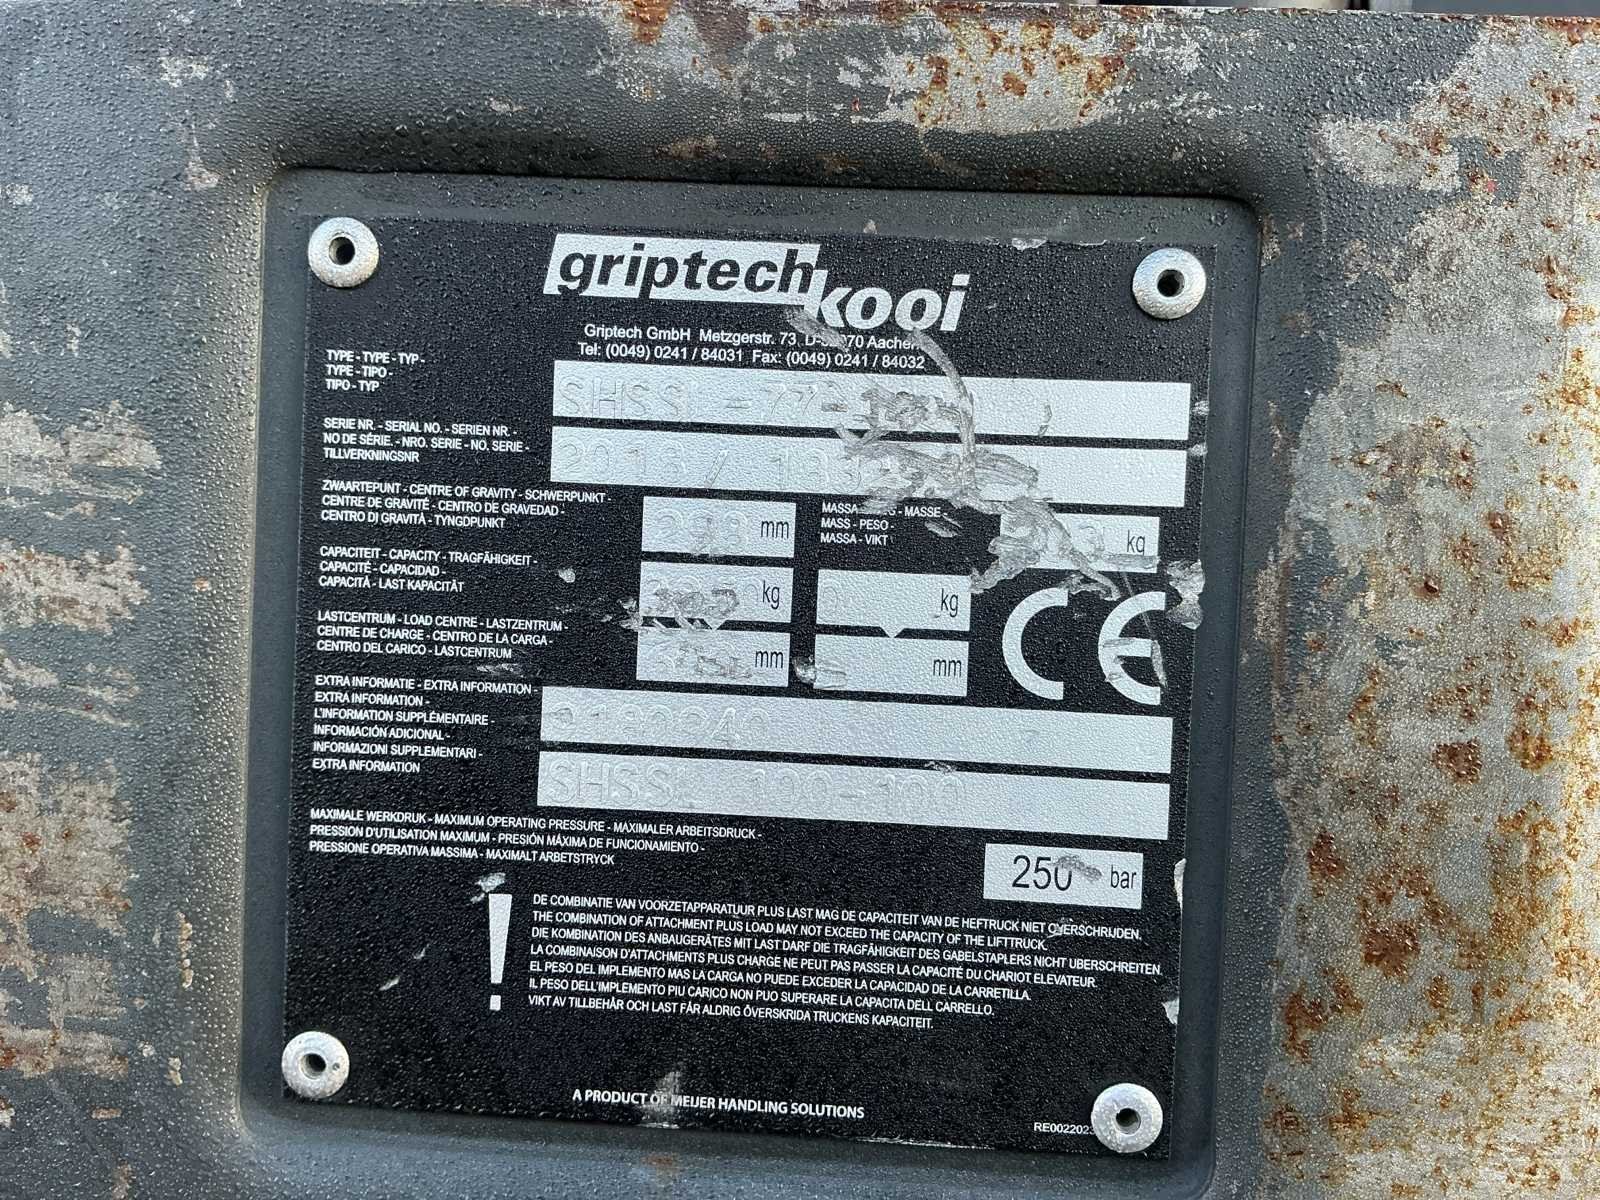 griptech
kooi
Griptech GmbH Metzgerstr. 73, Aachen
Tel: (0049) 0241 / 84031 Fax: (0049) 0241 / 84032
TYPE - TYPE - TYP -
TYPE - TIPO -
TIPO - TYP
SERIE NR. - SERIAL NO. - SERIEN NR. -
NO DE SÉRIE. - NRO. SERIE - NO. SERIE -
TILLVERKNINGSNR
ZWAARTEPUNT - CENTRE OF GRAVITY - SCHWERPUNKT -
CENTRE DE GRAVITÉ - CENTRO DE GRAVEDAD -
CENTRO DI GRAVITÀ - TYNGDPUNKT
mm
MASSA - MASSE -
MASS - PESO -
MASSA - VIKT
kg
CAPACITEIT - CAPACITY - TRAGFÄHIGKEIT -
CAPACITÉ - CAPACIDAD -
CAPACITÀ - LAST KAPACITÄT
kg
kg
LASTCENTRUM - LOAD CENTRE - LASTZENTRUM -
CENTRE DE CHARGE - CENTRO DE LA CARGA -
CENTRO DEL CARICO - LASTCENTRUM
mm
mm
CE
EXTRA INFORMATIE - EXTRA INFORMATION -
EXTRA INFORMATION -
L'INFORMATION SUPPLÉMENTAIRE -
INFORMACIÓN ADICIONAL -
INFORMAZIONI SUPPLEMENTARI -
EXTRA INFORMATION
MAXIMALE WERKDRUK - MAXIMUM OPERATING PRESSURE - MAXIMALER ARBEITSDRUCK -
PRESSION D'UTILISATION MAXIMUM - PRESIÓN MÁXIMA DE FUNCIONAMIENTO -
PRESSIONE OPERATIVA MASSIMA - MAXIMALT ARBETSTRYCK
250 bar
!
DE COMBINATIE VAN VOORZETAPPARATUUR PLUS LAST MAG DE CAPACITEIT VAN DE HEFTRUCK NIET OVERSCHRIJDEN.
THE COMBINATION OF ATTACHMENT PLUS LOAD MAY NOT EXCEED THE CAPACITY OF THE LIFTTRUCK.
DIE KOMBINATION DES ANBAUGERÄTES MIT LAST DARF DIE TRAGFÄHIGKEIT DES GABELSTAPLERS NICHT UBERSCHREITEN.
LA COMBINAISON D'ATTACHMENTS PLUS CHARGE NE PEUT PAS PASSER LA CAPACITÉ DU CHARIOT ELEVATEUR.
EL PESO DEL IMPLEMENTO MAS LA CARGA NO PUEDE EXCEDER LA CAPACIDAD DE LA CARRETILLA.
IL PESO DELL'IMPLEMENTO PIU CARICO NON PUO SUPERARE LA CAPACITA DELL CARRELLO.
VIKT AV TILLBEHÅR OCH LAST FÅR ALDRIG ÖVERSKRIDA TRUCKENS KAPACITEIT.
A PRODUCT OF MEIJER HANDLING SOLUTIONS